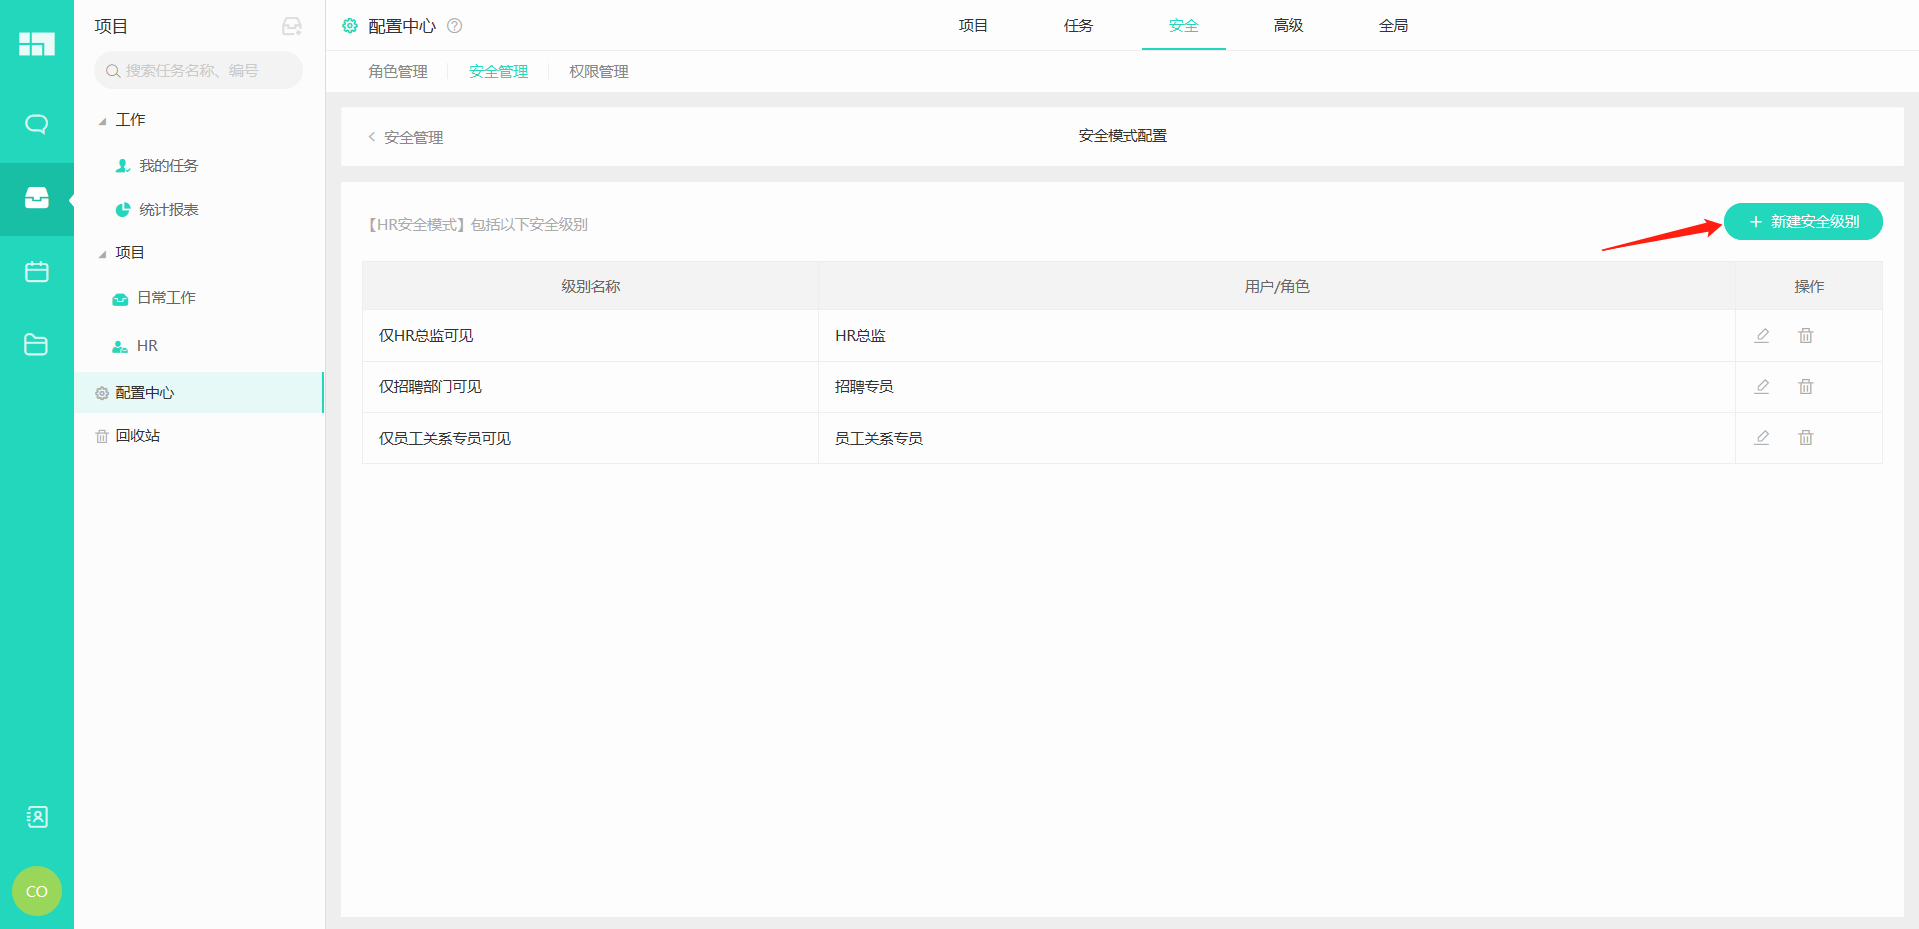 项目
搜索任务名称、编号
工作
我的任务
统计报表
项目
日常工作
HR
配置中心
回收站
CO
配置中心
项目 任务 安全 高级 全局
角色管理 安全管理 权限管理
安全管理
安全模式配置
【HR安全模式】包括以下安全级别
新建安全级别
级别名称 用户/角色 操作
仅HR总监可见 HR总监
仅招聘部门可见 招聘专员
仅员工关系专员可见 员工关系专员